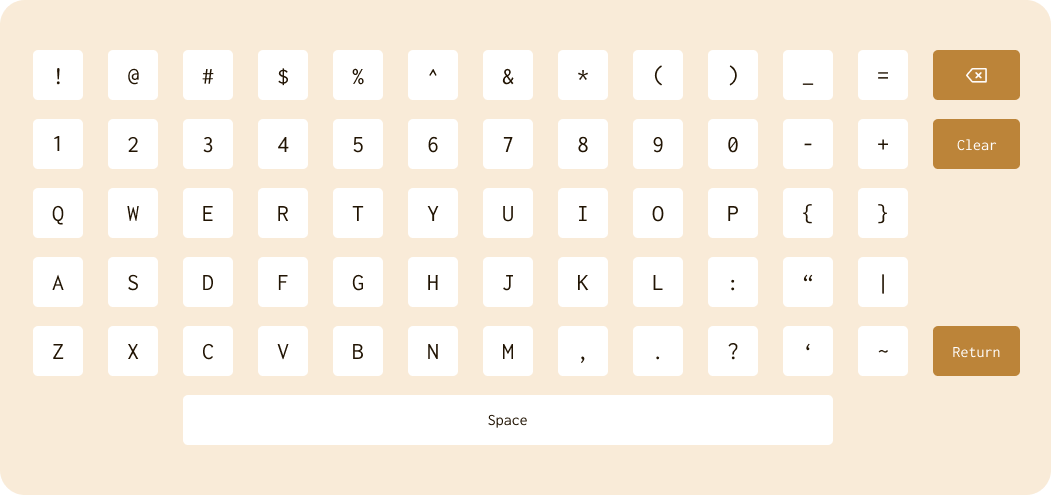 ! @ # $ % ^ & * ( ) _ =
1 2 3 4 5 6 7 8 9 0 - + Clear
Q W E R T Y U I O P { }
A S D F G H J K L : “ |
Z X C V B N M , . ? ‘ ~ Return
Space